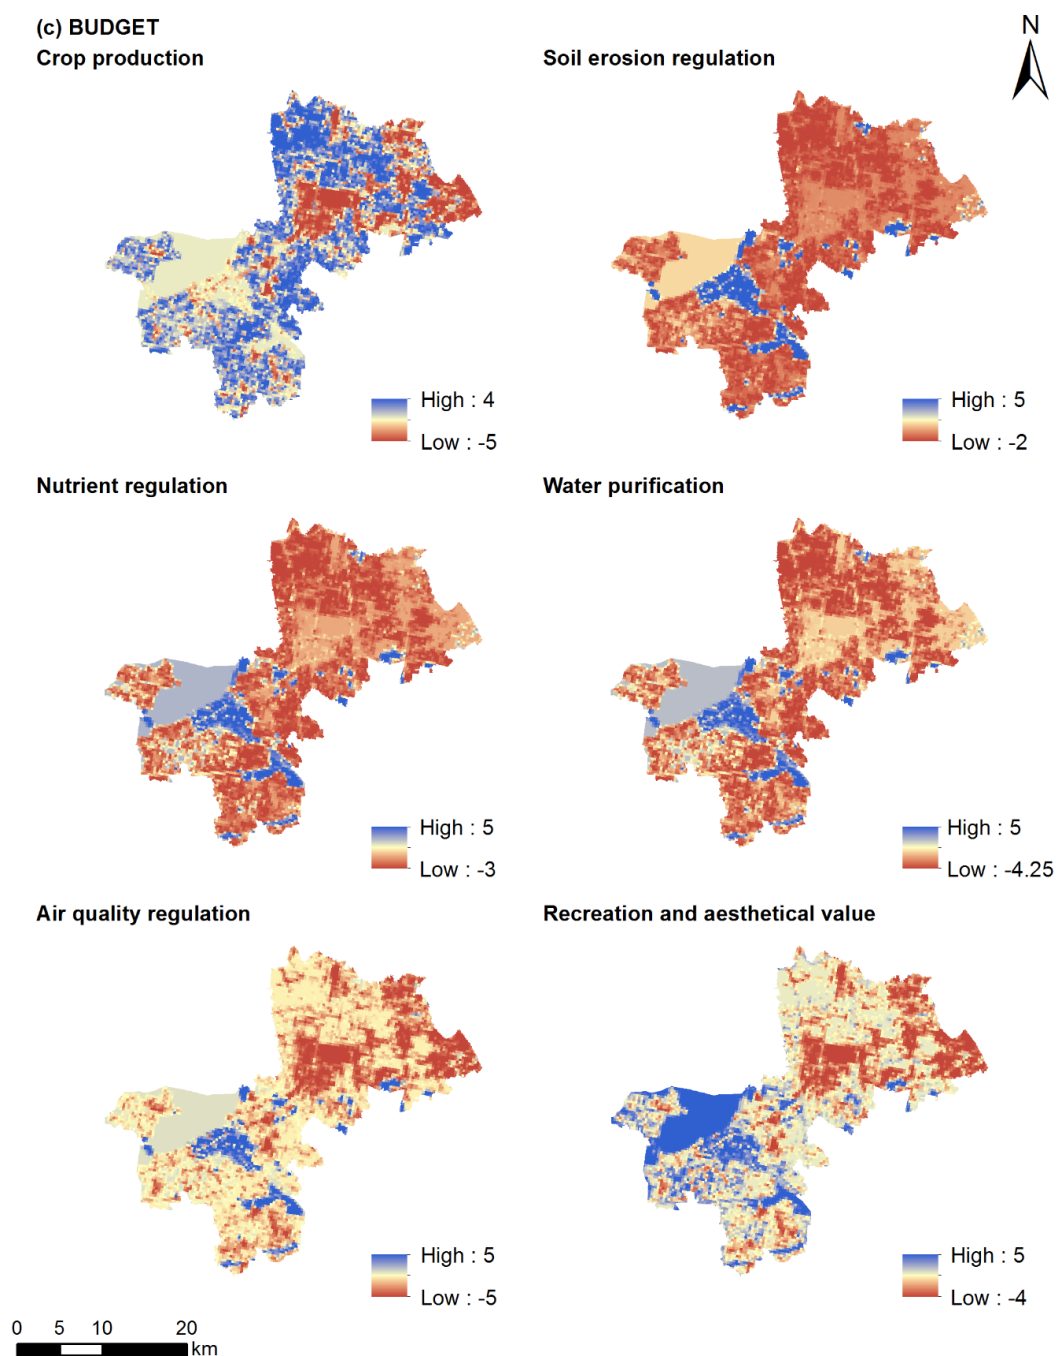 (c) BUDGET
N
Crop production
Soil erosion regulation
High : 4
Low : -5
High : 5
Low : -2
Nutrient regulation
Water purification
High : 5
Low : -3
High : 5
Low : -4.25
Air quality regulation
Recreation and aesthetical value
High : 5
Low : -5
High : 5
Low : -4
0 5 10 20
km